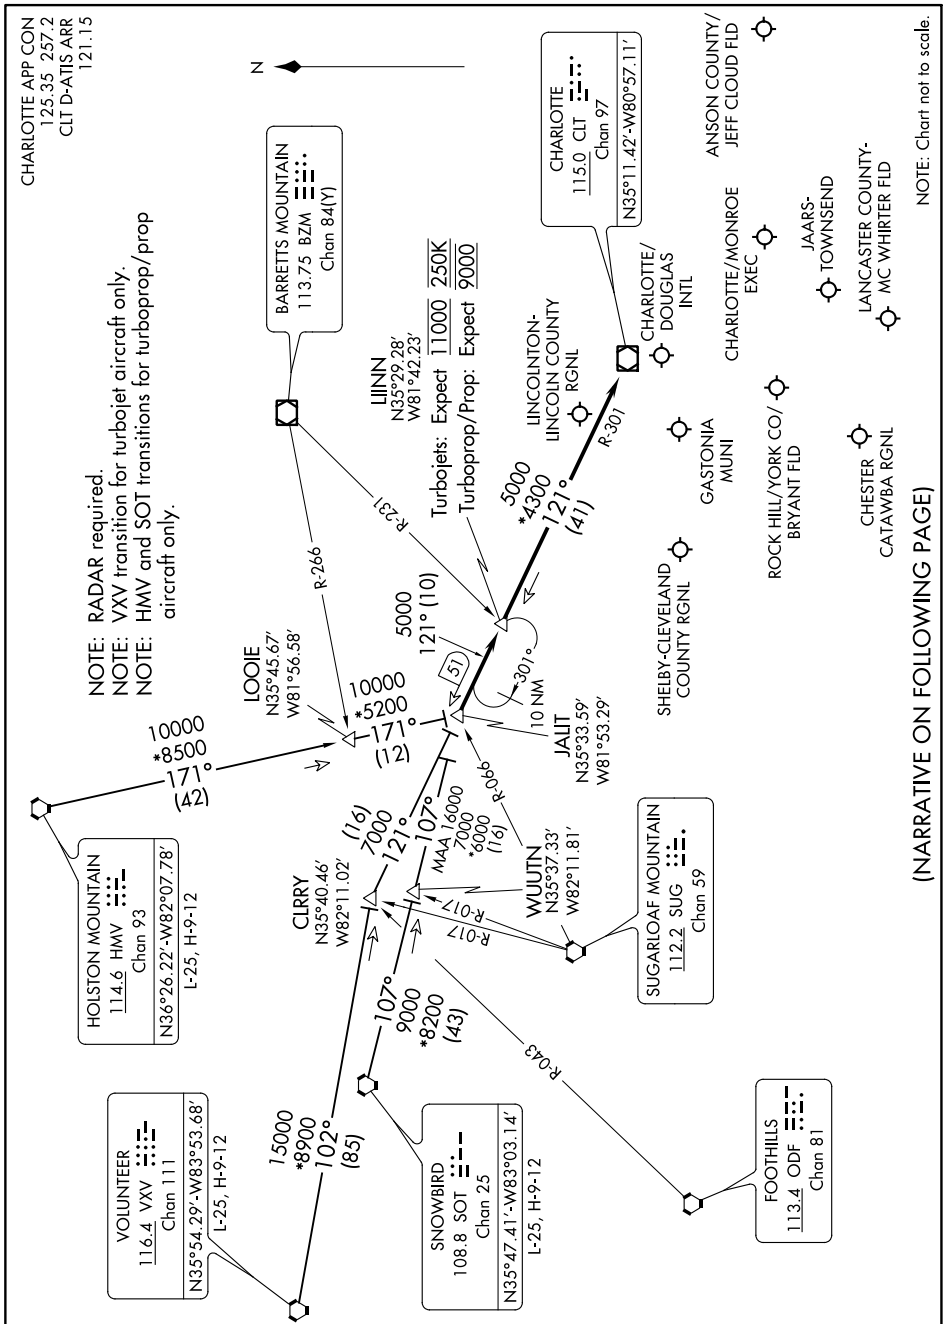 CHARLOTTE APP CON
125.35 257.2
CLT D-ATIS ARR
121.15
NOTE: RADAR required.
NOTE: VXV transition for turbojet aircraft only.
NOTE: HMV and SOT transitions for turboprop/prop
aircraft only.
N
HOLSTON MOUNTAIN
114.6 HMV
Chan 93
N36°26.22'-W82°07.78'
L-25, H-9-12
10000
*8500
171°
(42)
LOOIE
N35°45.67'
W81°56.58'
R-266
10000
*5200
171°
(12)
BARRETTS MOUNTAIN
113.75 BZM
Chan 84(Y)
R-231
VOLUNTEER
116.4 VXV
Chan 111
N35°54.29'-W83°53.68'
L-25, H-9-12
15000
*8900
102°
(85)
CLRRY
N35°40.46'
W82°11.02'
(16)
7000
121°
107°
MAA 16000
7000
*6000
(16)
SNOWBIRD
108.8 SOT
Chan 25
N35°47.41'-W83°03.14'
L-25, H-9-12
107°
9000
*8200
(43)
WUUTN
N35°37.33'
W82°11.81'
R-017
R-017
R-066
SUGARLOAF MOUNTAIN
112.2 SUG
Chan 59
R-043
FOOTHILLS
113.4 ODF
Chan 81
JALIT
N35°33.59'
W81°53.29'
5000
121° (10)
51
10 NM
301°
LIINN
N35°29.28'
W81°42.23'
Turbojets: Expect 11000 250K
Turboprop/Prop: Expect 9000
5000
*4300
121°
(41)
R-301
CHARLOTTE
115.0 CLT
Chan 97
N35°11.42'-W80°57.11'
LINCOLNTON-
LINCOLN COUNTY
RGNL
CHARLOTTE/
DOUGLAS
INTL
SHELBY-CLEVELAND
COUNTY RGNL
GASTONIA
MUNI
CHARLOTTE/MONROE
EXEC
ANSON COUNTY/
JEFF CLOUD FLD
ROCK HILL/YORK CO/
BRYANT FLD
JAARS-
TOWNSEND
CHESTER
CATAWBA RGNL
LANCASTER COUNTY-
MC WHIRTER FLD
NOTE: Chart not to scale.
(NARRATIVE ON FOLLOWING PAGE)